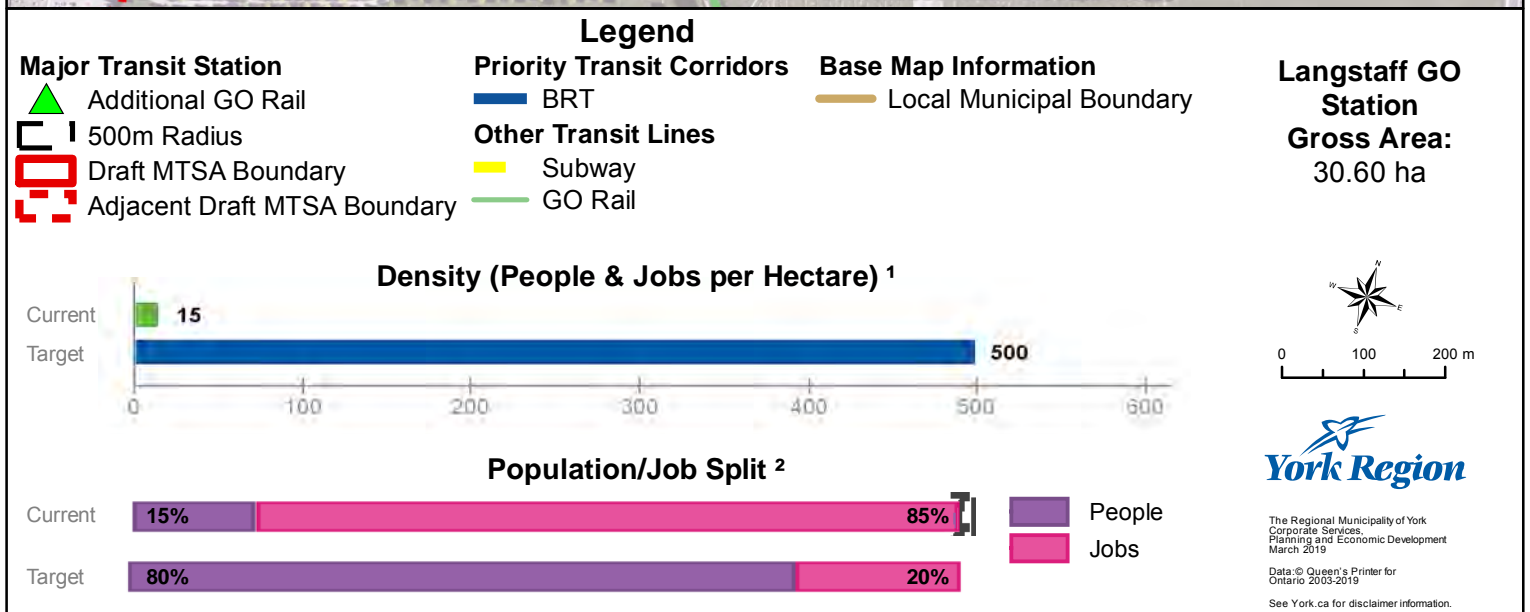 Legend
Major Transit Station
Additional GO Rail
500m Radius
Draft MTSA Boundary
Adjacent Draft MTSA Boundary
Priority Transit Corridors
BRT
Other Transit Lines
Subway
GO Rail
Base Map Information
Local Municipal Boundary
Langstaff GO
Station
Gross Area:
30.60 ha
Density (People & Jobs per Hectare) ¹
Current
15
Target
500
0 100 200 300 400 500 600
N
W
E
S
0 100 200 m
Population/Job Split ²
Current
15% 85%
Target
80% 20%
People
Jobs
York Region
The Regional Municipality of York
Corporate Services,
Planning and Economic Development
March 2019
Data:© Queen's Printer for
Ontario 2003-2019
See York.ca for disclaimer information.